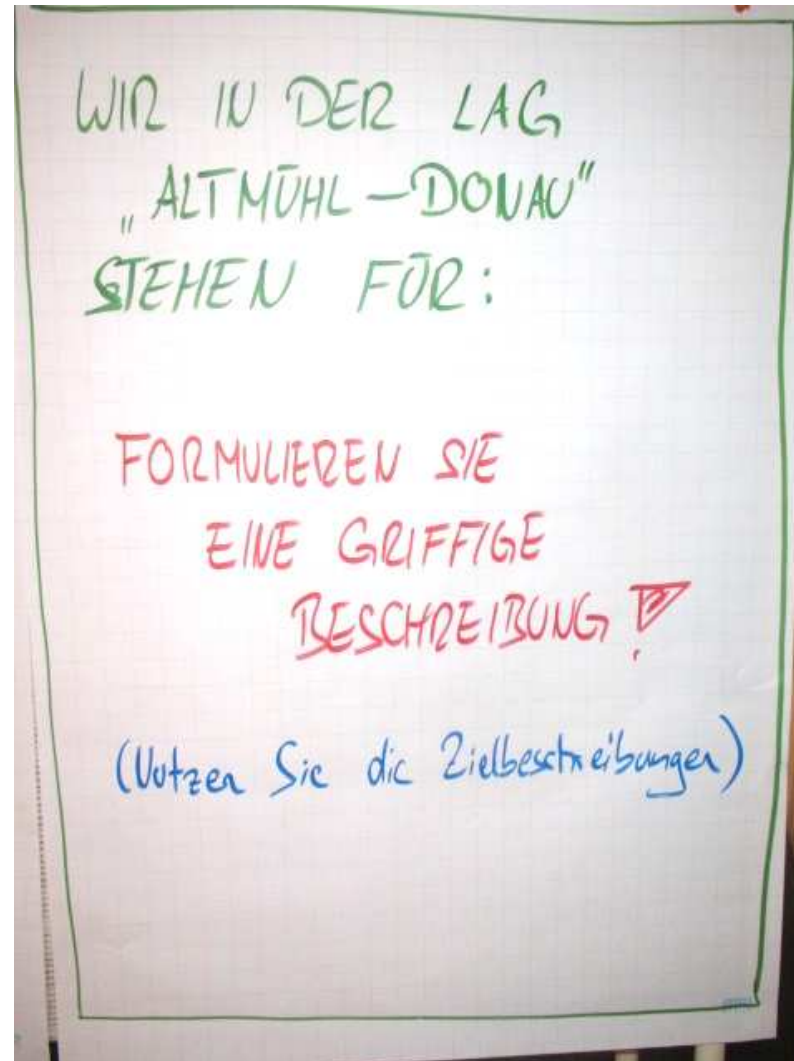 WIR IN DER LAG
„ALTMÜHL – DONAU"
STEHEN FÜR:
FORMULIEREN SIE
EINE GRIFFIGE
BESCHREIBUNG!
(Nutzen Sie die Zielbeschreibungen)